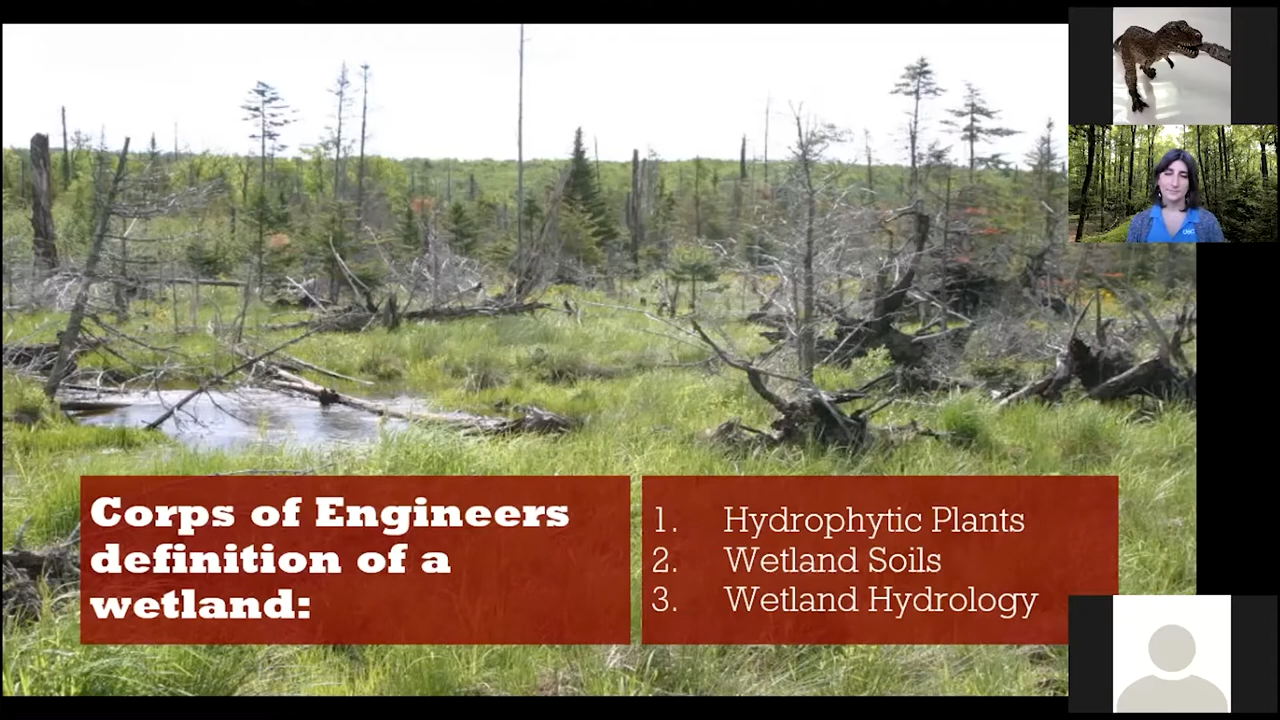 Corps of Engineers
definition of a
wetland:
1. Hydrophytic Plants
2. Wetland Soils
3. Wetland Hydrology